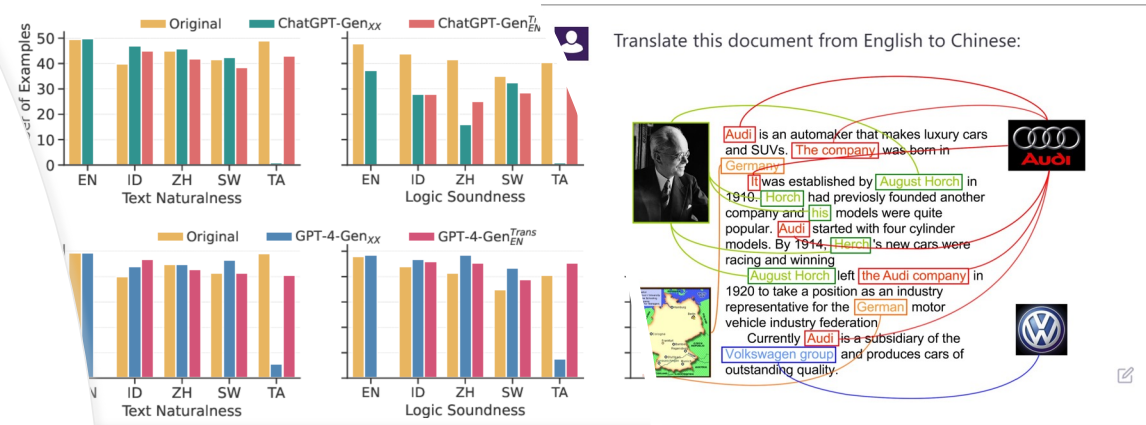 Original ChatGPT-Genxx ChatGPT-Gen
of Examples
50
40
30
20
10
0
EN ID ZH SW TA
Text Naturalness
EN ID ZH SW TA
Logic Soundness
Original GPT-4-Genxx GPT-4-GenTransEN
ID ZH SW TA
Text Naturalness
EN ID ZH SW TA
Logic Soundness
Translate this document from English to Chinese:
Audi is an automaker that makes luxury cars
and SUVs. The company was born in
Germany
It was established by August Horch in
1910. Horch had previosly founded another
company and his models were quite
popular. Audi started with four cylinder
models. By 1914, Herch 's new cars were
racing and winning
August Horch left the Audi company in
1920 to take a position as an industry
representative for the German motor
vehicle industry federation
Currently Audi is a subsidiary of the
Volkswagen group and produces cars of
outstanding quality.
Audi